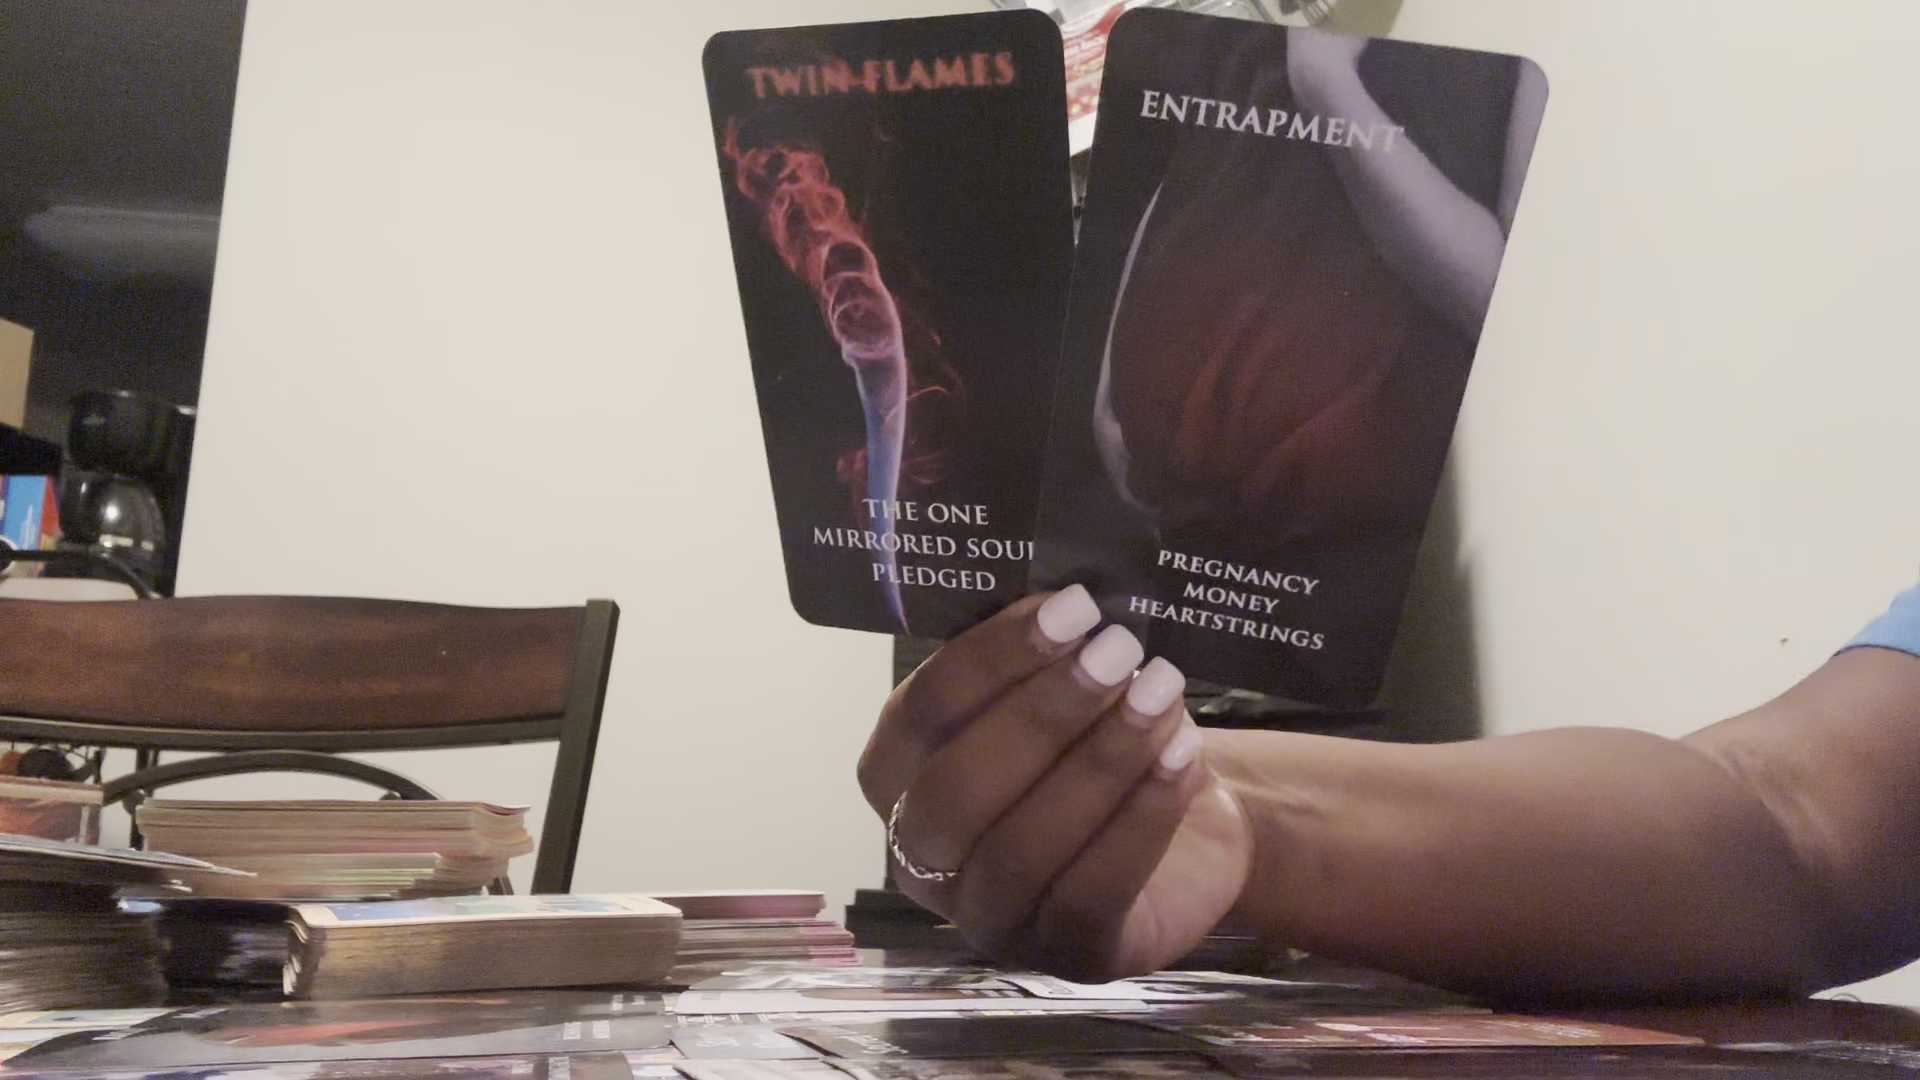 TWIN-FLAMES
THE ONE
MIRRORED SOUL
PLEDGED
ENTRAPMENT
PREGNANCY
MONEY
HEARTSTRINGS